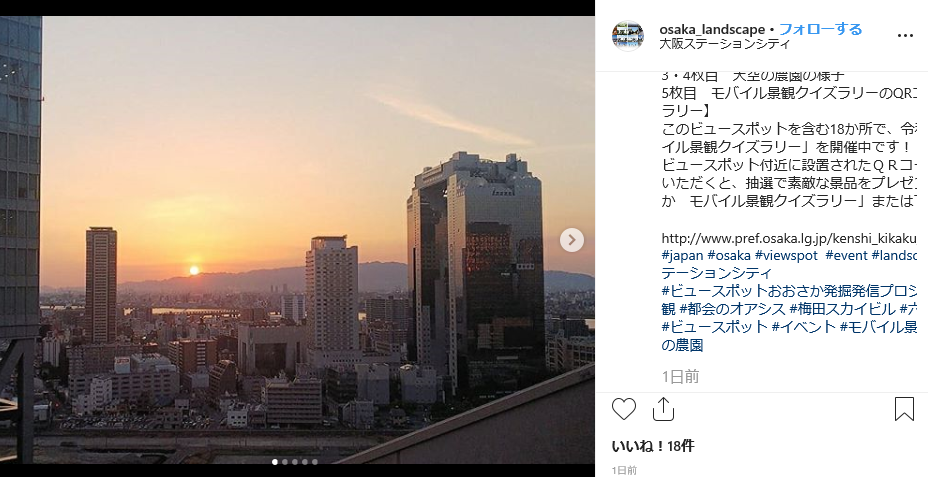 osaka_landscape • フォローする
大阪ステーションシティ
3・4枚目　天空の農園の様子
5枚目　モバイル景観クイズラリーのQRコ
ラリー】
このビュースポットを含む18か所で、令和
イル景観クイズラリー」を開催中です！
ビュースポット付近に設置されたＱＲコー
いただくと、抽選で素敵な景品をプレゼン
か　モバイル景観クイズラリー」または下
http://www.pref.osaka.lg.jp/kenshi_kikaku
#japan #osaka #viewspot #event #landsc
テーションシティ
#ビュースポットおおさか発掘発信プロジ
観 #都会のオアシス #梅田スカイビル #
#ビュースポット #イベント #モバイル景
の農園
1日前
いいね！18件
1日前